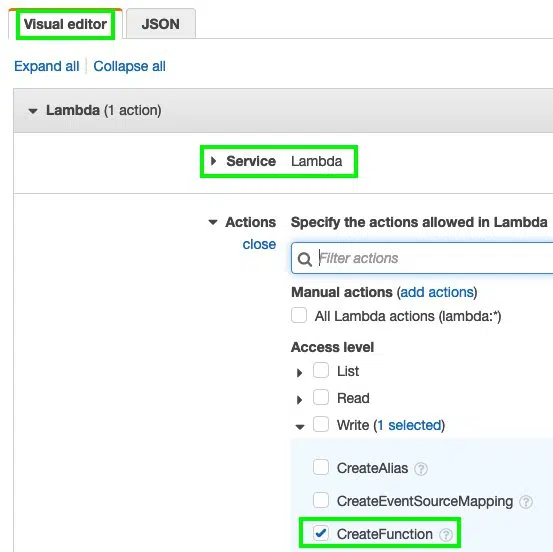 Visual editor JSON
Expand all Collapse all
Lambda (1 action)
Service Lambda
Actions Specify the actions allowed in Lambda
close
Filter actions
Manual actions (add actions)
All Lambda actions (lambda:*)
Access level
List
Read
Write (1 selected)
CreateAlias ?
CreateEventSourceMapping ?
CreateFunction ?